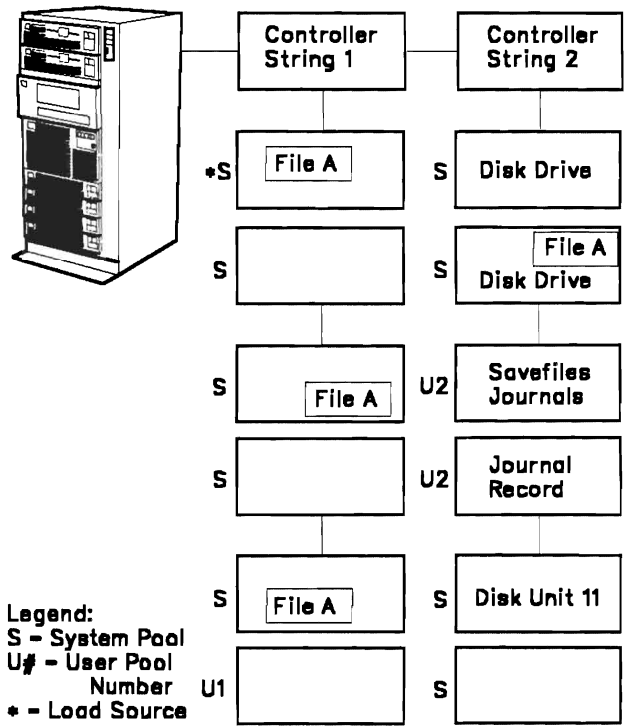 Controller
String 1
Controller
String 2
*S
File A
S
Disk Drive
S
S
File A
Disk Drive
S
File A
U2
Savefiles
Journals
S
U2
Journal
Record
S
File A
S
Disk Unit 11
U1
S
Legend:
S - System Pool
U# - User Pool
Number
* - Load Source